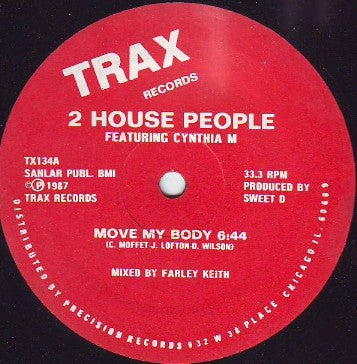 TRAX
RECORDS
2 HOUSE PEOPLE
FEATURING CYNTHIA M
TX134A
SANLAR PUBL. BMI
©℗ 1987
TRAX RECORDS
33.3 RPM
PRODUCED BY
SWEET D
MOVE MY BODY 6:44
(C. MOFFET-J. LOFTON-D. WILSON)
MIXED BY FARLEY KEITH
DISTRIBUTED BY PRECISION RECORDS 932 W 38 PLACE CHICAGO IL. 60609